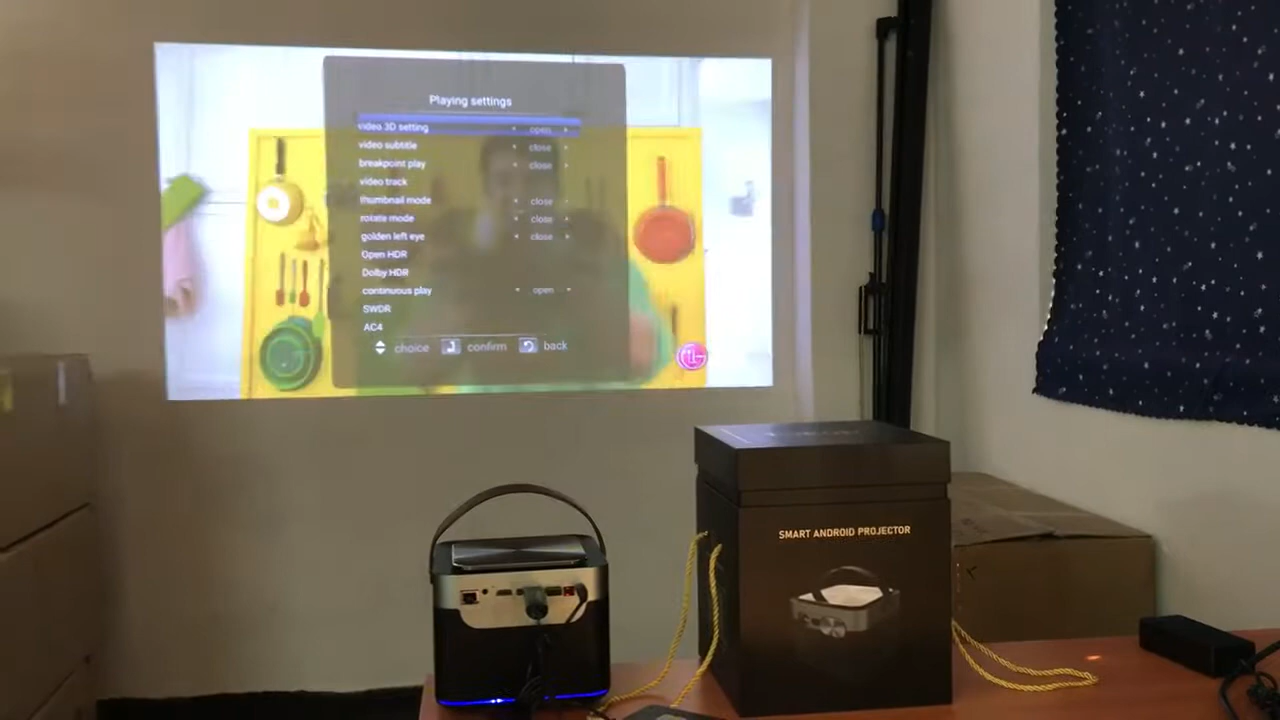 Playing settings
video 3D setting open
video subtitle close
breakpoint play close
video track
thumbnail mode close
rotate mode close
golden left eye close
Open HDR
Dolby HDR
continuous play open
SWDR
AC4
choice confirm back
LG
SMART ANDROID PROJECTOR